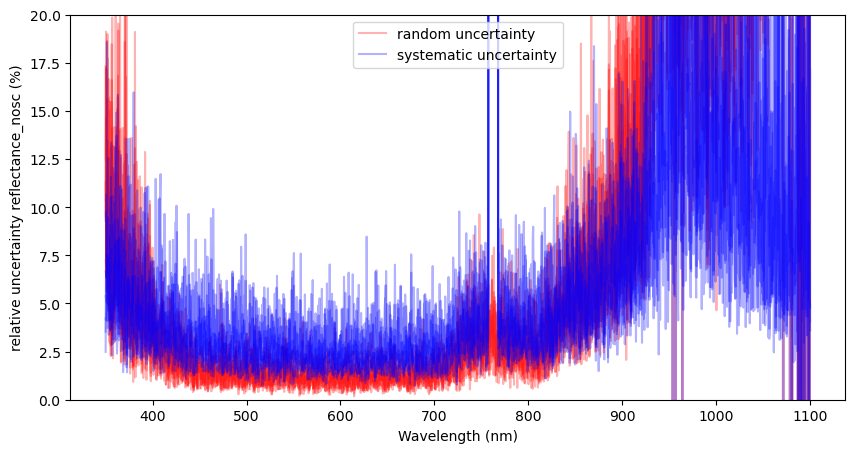 random uncertainty
systematic uncertainty
relative uncertainty reflectance_nosc (%)
20.0
17.5
15.0
12.5
10.0
7.5
5.0
2.5
0.0
400 500 600 700 800 900 1000 1100
Wavelength (nm)